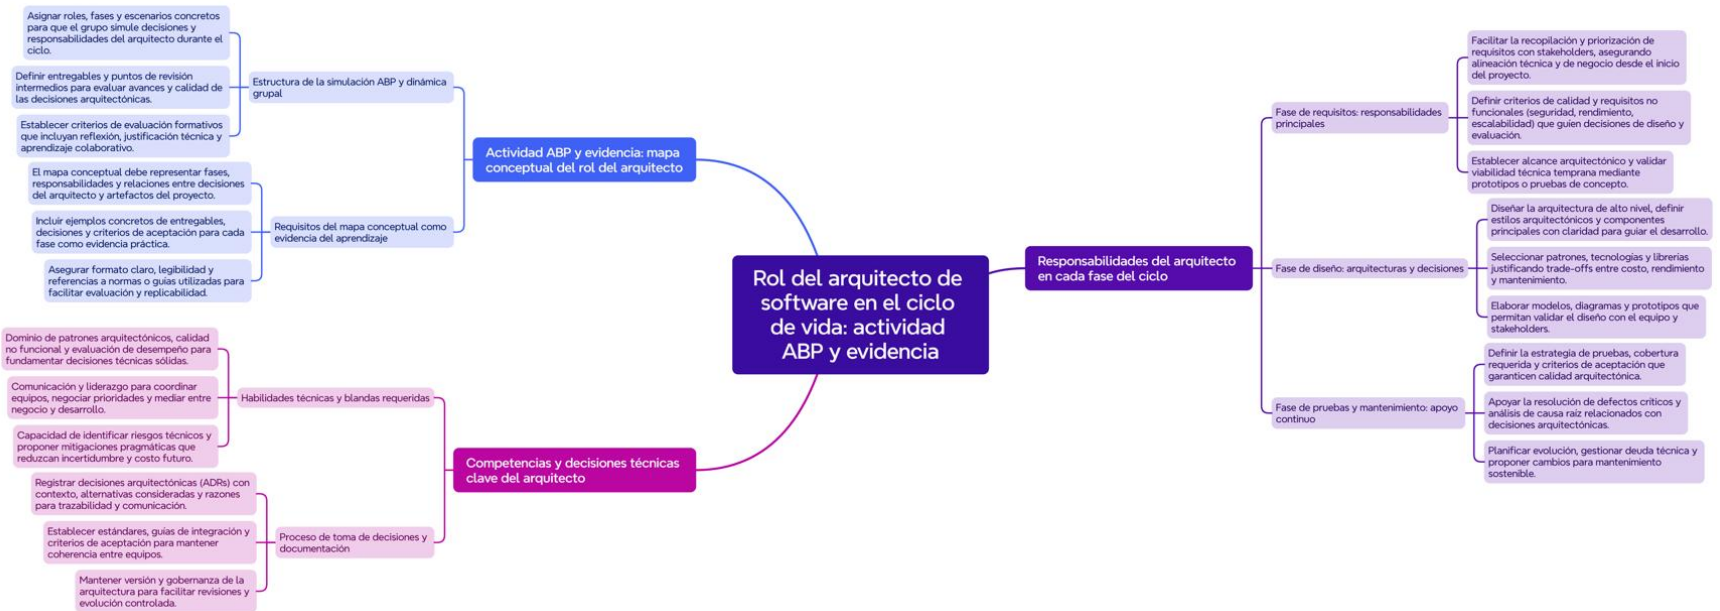 Asignar roles, fases y escenarios concretos
para que el grupo simule decisiones y
responsabilidades del arquitecto durante el
ciclo.
Definir entregables y puntos de revisión
intermedios para evaluar avances y calidad de
las decisiones arquitectónicas.
Establecer criterios de evaluación formativos
que incluyan reflexión, justificación técnica y
aprendizaje colaborativo.
Estructura de la simulación ABP y dinámica
grupal
El mapa conceptual debe representar fases,
responsabilidades y relaciones entre decisiones
del arquitecto y artefactos del proyecto.
Incluir ejemplos concretos de entregables,
decisiones y criterios de aceptación para cada
fase como evidencia práctica.
Asegurar formato claro, legibilidad y
referencias a normas o guías utilizadas para
facilitar evaluación y replicabilidad.
Requisitos del mapa conceptual como
evidencia del aprendizaje
Actividad ABP y evidencia: mapa
conceptual del rol del arquitecto
Dominio de patrones arquitectónicos, calidad
no funcional y evaluación de desempeño para
fundamentar decisiones técnicas sólidas.
Comunicación y liderazgo para coordinar
equipos, negociar prioridades y mediar entre
negocio y desarrollo.
Capacidad de identificar riesgos técnicos y
proponer mitigaciones pragmáticas que
reduzcan incertidumbre y costo futuro.
Habilidades técnicas y blandas requeridas
Registrar decisiones arquitectónicas (ADRs) con
contexto, alternativas consideradas y razones
para trazabilidad y comunicación.
Establecer estándares, guías de integración y
criterios de aceptación para mantener
coherencia entre equipos.
Mantener versión y gobernanza de la
arquitectura para facilitar revisiones y
evolución controlada.
Proceso de toma de decisiones y
documentación
Competencias y decisiones técnicas
clave del arquitecto
Rol del arquitecto de
software en el ciclo
de vida: actividad
ABP y evidencia
Responsabilidades del arquitecto
en cada fase del ciclo
Fase de requisitos: responsabilidades
principales
Facilitar la recopilación y priorización de
requisitos con stakeholders, asegurando
alineación técnica y de negocio desde el inicio
del proyecto.
Definir criterios de calidad y requisitos no
funcionales (seguridad, rendimiento,
escalabilidad) que guíen decisiones de diseño y
evaluación.
Establecer alcance arquitectónico y validar
viabilidad técnica temprana mediante
prototipos o pruebas de concepto.
Fase de diseño: arquitecturas y decisiones
Diseñar la arquitectura de alto nivel, definir
estilos arquitectónicos y componentes
principales con claridad para guiar el desarrollo.
Seleccionar patrones, tecnologías y librerías
justificando trade-offs entre costo, rendimiento
y mantenimiento.
Elaborar modelos, diagramas y prototipos que
permitan validar el diseño con el equipo y
stakeholders.
Fase de pruebas y mantenimiento: apoyo
continuo
Definir la estrategia de pruebas, cobertura
requerida y criterios de aceptación que
garanticen calidad arquitectónica.
Apoyar la resolución de defectos críticos y
análisis de causa raíz relacionados con
decisiones arquitectónicas.
Planificar evolución, gestionar deuda técnica y
proponer cambios para mantenimiento
sostenible.